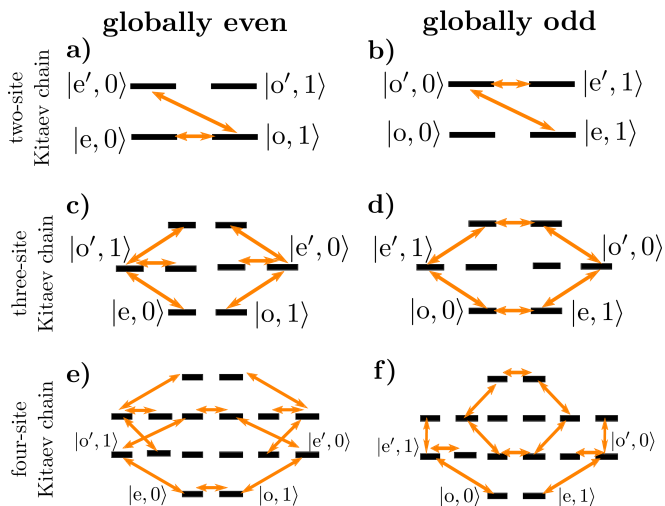 globally even
globally odd
two-site
Kitaev chain
a)
|e′, 0⟩
|o′, 1⟩
|e, 0⟩
|o, 1⟩
b)
|o′, 0⟩
|e′, 1⟩
|o, 0⟩
|e, 1⟩
three-site
Kitaev chain
c)
|o′, 1⟩
|e′, 0⟩
|e, 0⟩
|o, 1⟩
d)
|e′, 1⟩
|o′, 0⟩
|o, 0⟩
|e, 1⟩
four-site
Kitaev chain
e)
|o′, 1⟩
|e′, 0⟩
|e, 0⟩
|o, 1⟩
f)
|e′, 1⟩
|o′, 0⟩
|o, 0⟩
|e, 1⟩